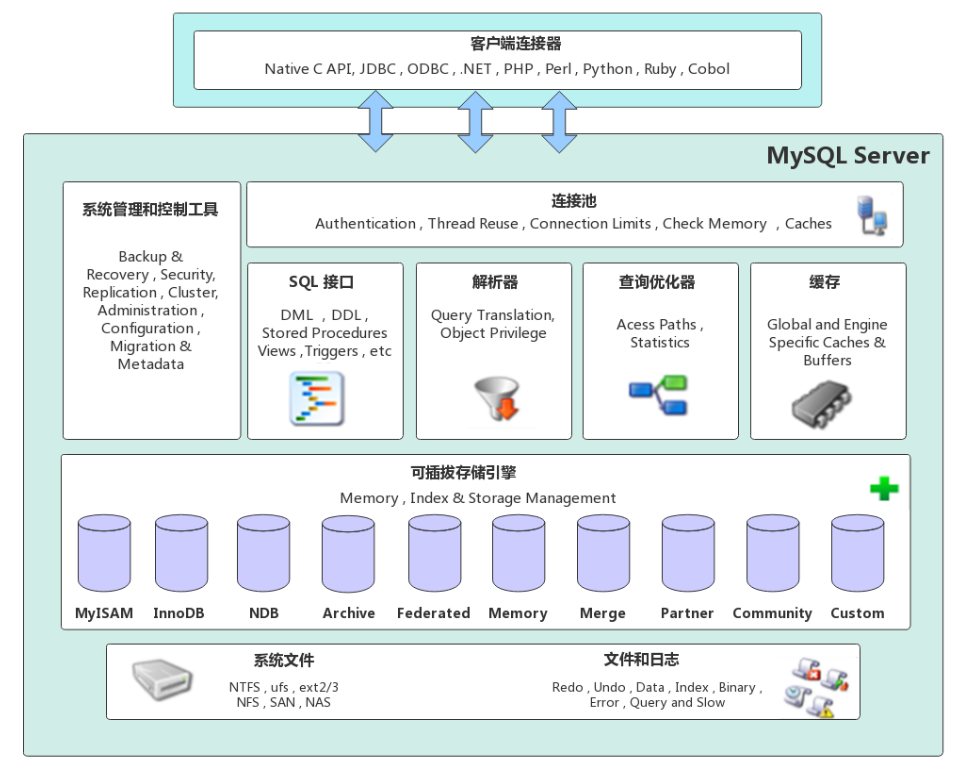 客户端连接器
Native C API, JDBC , ODBC , .NET , PHP , Perl , Python , Ruby , Cobol
MySQL Server
系统管理和控制工具
Backup &
Recovery , Security,
Replication , Cluster,
Administration ,
Configuration ,
Migration &
Metadata
连接池
Authentication , Thread Reuse , Connection Limits , Check Memory , Caches
SQL 接口
DML , DDL ,
Stored Procedures
Views ,Triggers , etc
解析器
Query Translation,
Object Privilege
查询优化器
Acess Paths ,
Statistics
缓存
Global and Engine
Specific Caches &
Buffers
可插拔存储引擎
Memory , Index & Storage Management
MyISAM InnoDB NDB Archive Federated Memory Merge Partner Community Custom
系统文件
NTFS , ufs , ext2/3
NFS , SAN , NAS
文件和日志
Redo , Undo , Data , Index , Binary ,
Error , Query and Slow